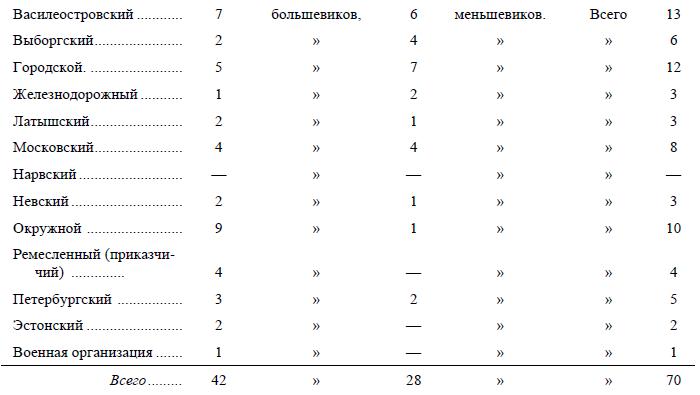 Василеостровский ............ 7 большевиков, 6 меньшевиков. Всего 13
Выборгский...................... 2 » 4 » » 6
Городской. ....................... 5 » 7 » » 12
Железнодорожный ........... 1 » 2 » » 3
Латышский....................... 2 » 1 » » 3
Московский...................... 4 » 4 » » 8
Нарвский .......................... — » — » » —
Невский............................ 2 » 1 » » 3
Окружной ........................ 9 » 1 » » 10
Ремесленный (приказчи-
чий) .............. 4 » — » » 4
Петербургский ................. 3 » 2 » » 5
Эстонский ........................ 2 » — » » 2
Военная организация ....... 1 » — » » 1
Всего ......... 42 » 28 » » 70